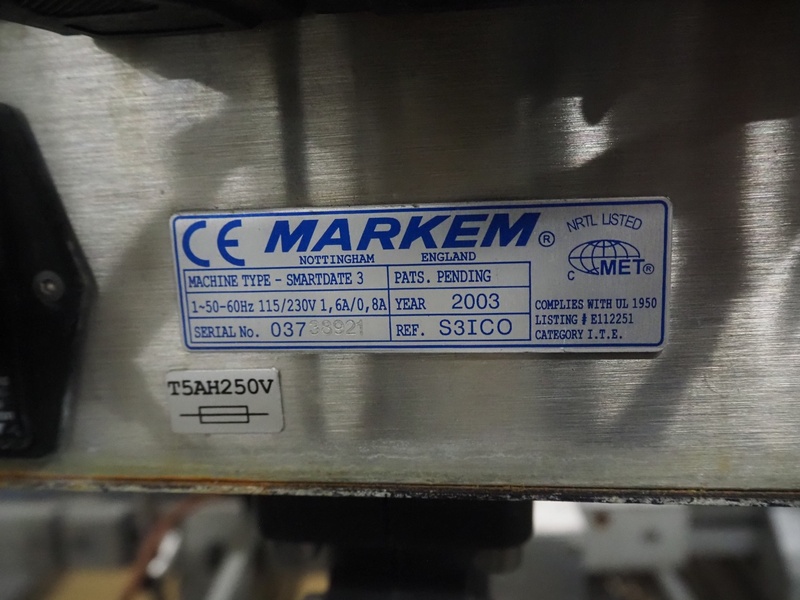 CE MARKEM®
NOTTINGHAM ENGLAND
NRTL LISTED
C MET®
MACHINE TYPE - SMARTDATE 3
PATS. PENDING
1~50-60Hz 115/230V 1,6A/0,8A
YEAR 2003
SERIAL No. 03738921
REF. S3ICO
COMPLIES WITH UL 1950
LISTING # E112251
CATEGORY I.T.E.
T5AH250V